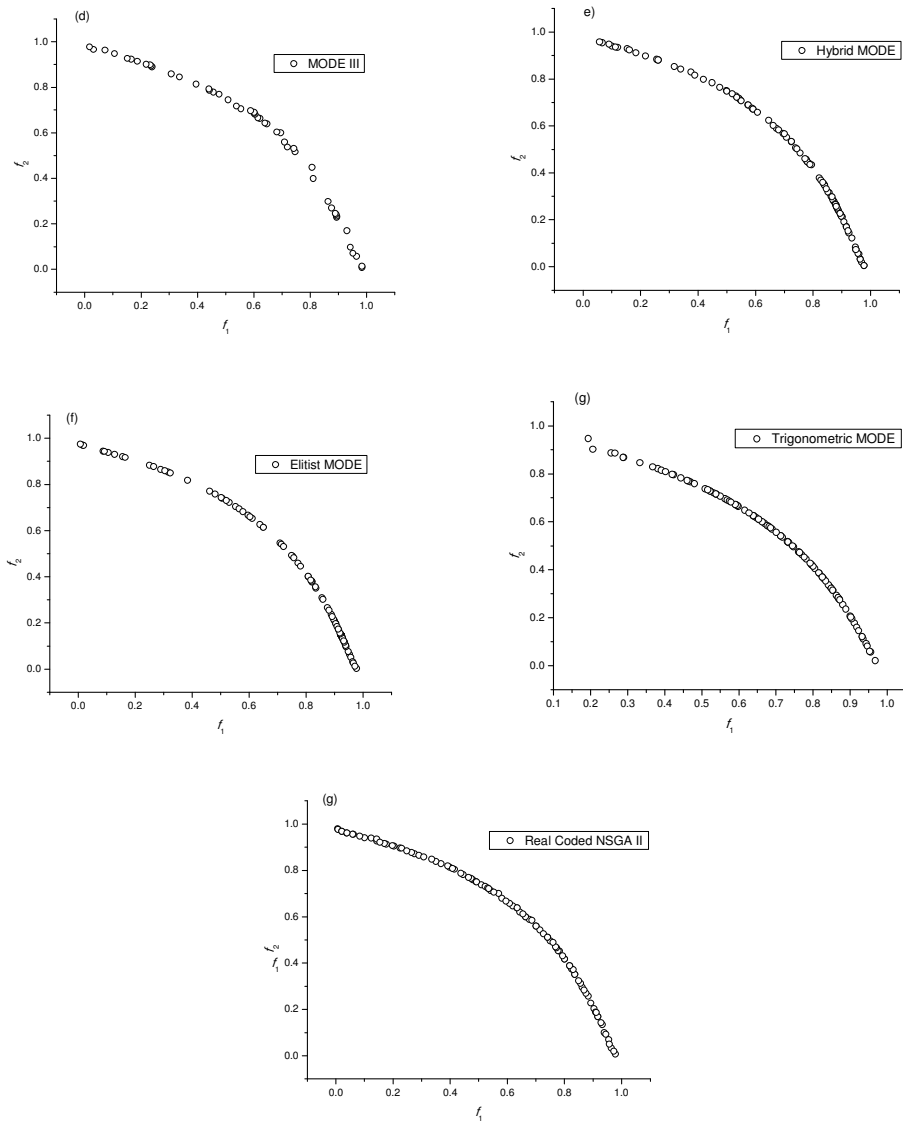 (d)
MODE III
1.0
0.8
0.6
0.4
0.2
0.0
f2
0.0 0.2 0.4 0.6 0.8 1.0
f1
e)
Hybrid MODE
1.0
0.8
0.6
0.4
0.2
0.0
f2
0.0 0.2 0.4 0.6 0.8 1.0
f1
(f)
Elitist MODE
1.0
0.8
0.6
0.4
0.2
0.0
f2
0.0 0.2 0.4 0.6 0.8 1.0
f1
(g)
Trigonometric MODE
1.0
0.8
0.6
0.4
0.2
0.0
f2
0.1 0.2 0.3 0.4 0.5 0.6 0.7 0.8 0.9 1.0
f1
(g)
Real Coded NSGA II
1.0
0.8
0.6
0.4
0.2
0.0
f2
f1
0.0 0.2 0.4 0.6 0.8 1.0
f1